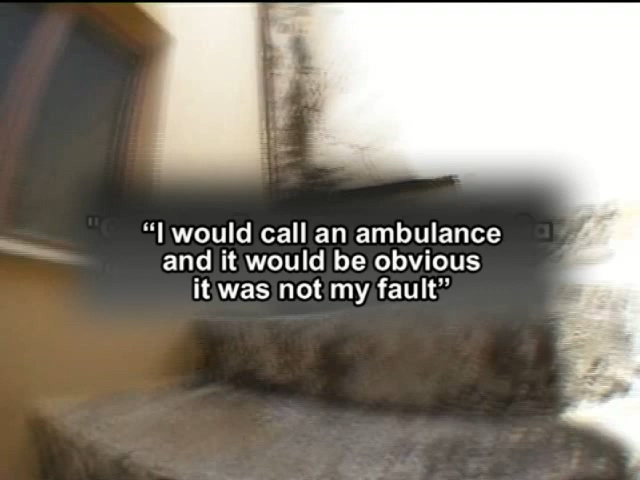 “I would call an ambulance
and it would be obvious
it was not my fault”